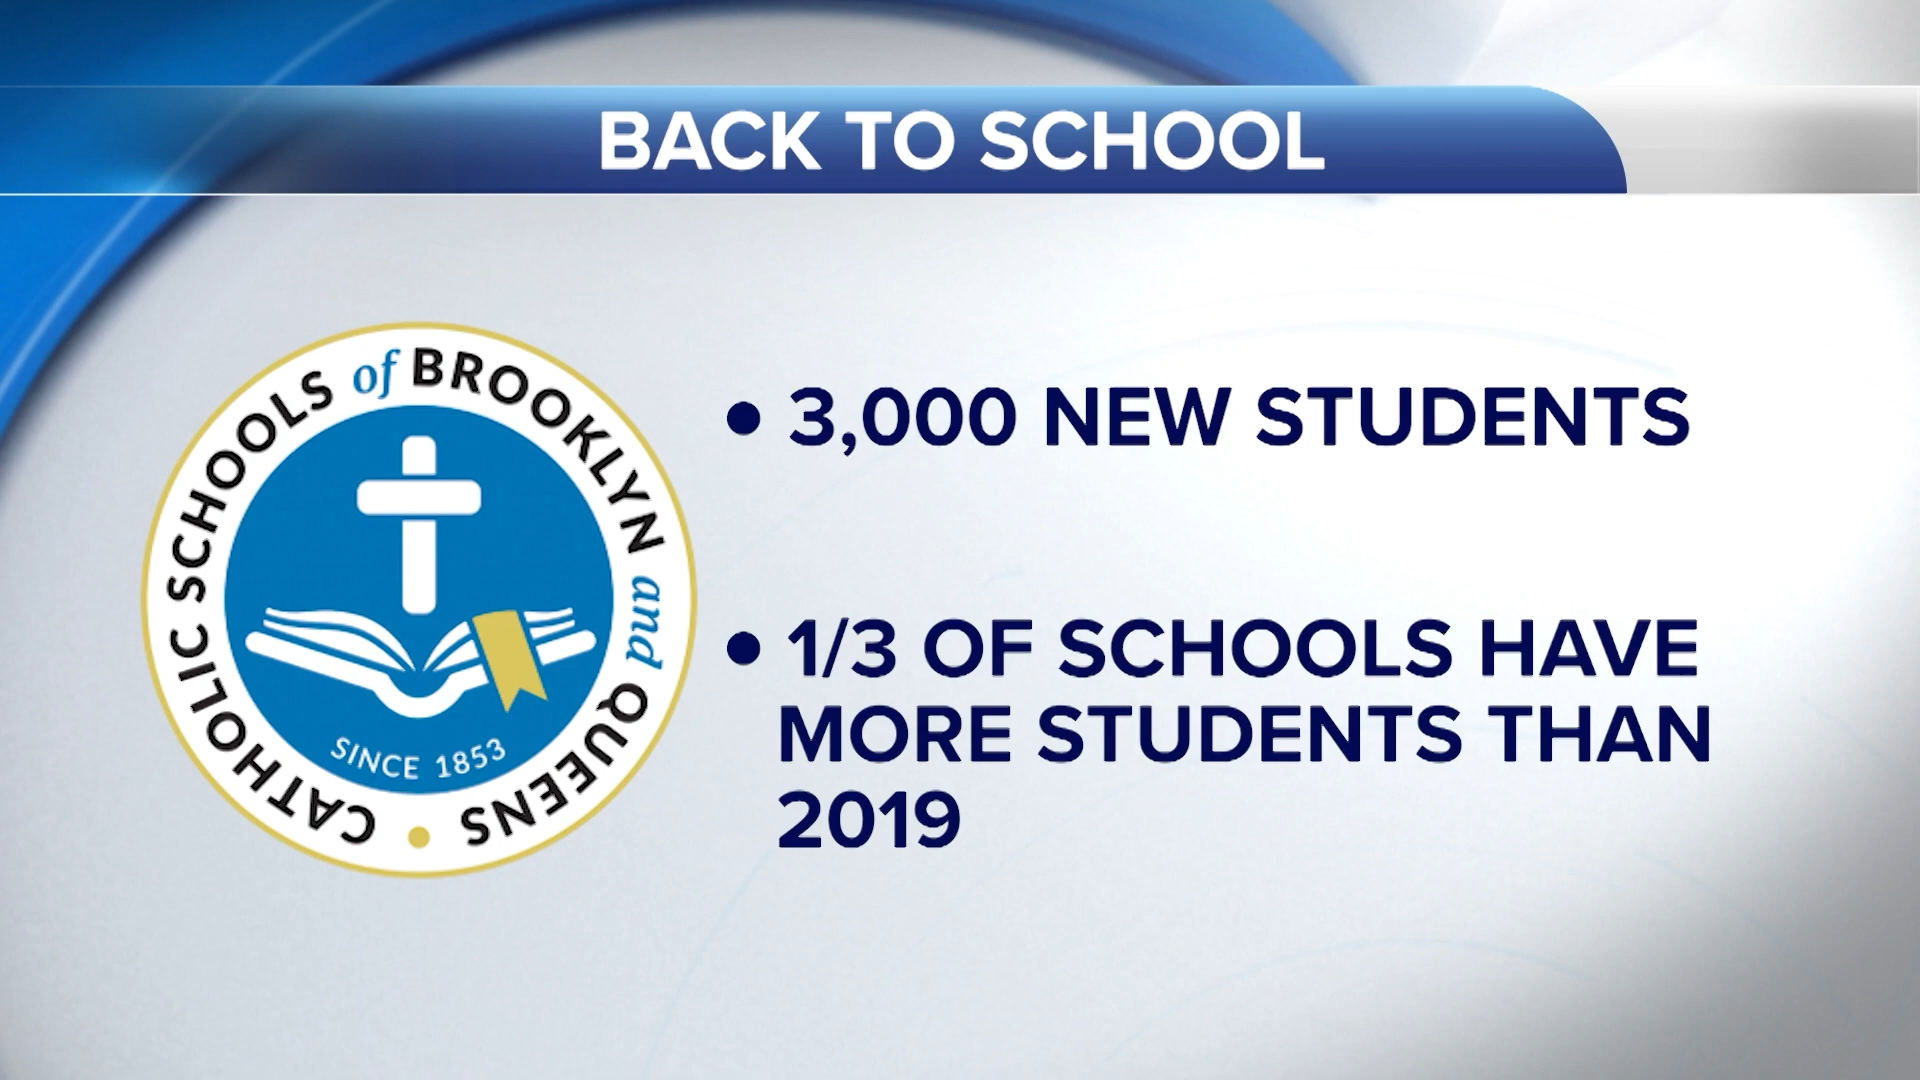 BACK TO SCHOOL
CATHOLIC SCHOOLS of BROOKLYN and QUEENS
SINCE 1853
• 3,000 NEW STUDENTS
• 1/3 OF SCHOOLS HAVE
MORE STUDENTS THAN
2019